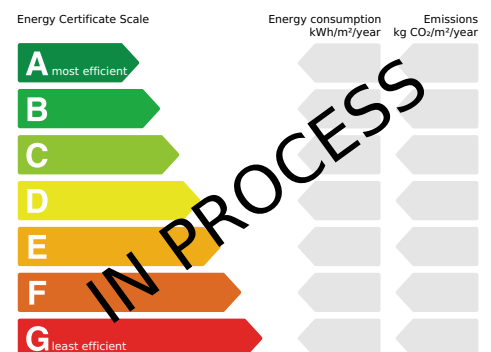 Energy Certificate Scale
Energy consumption
kWh/m²/year
Emissions
kg CO₂/m²/year
A most efficient
B
C
D
E
F
G least efficient
IN PROCESS